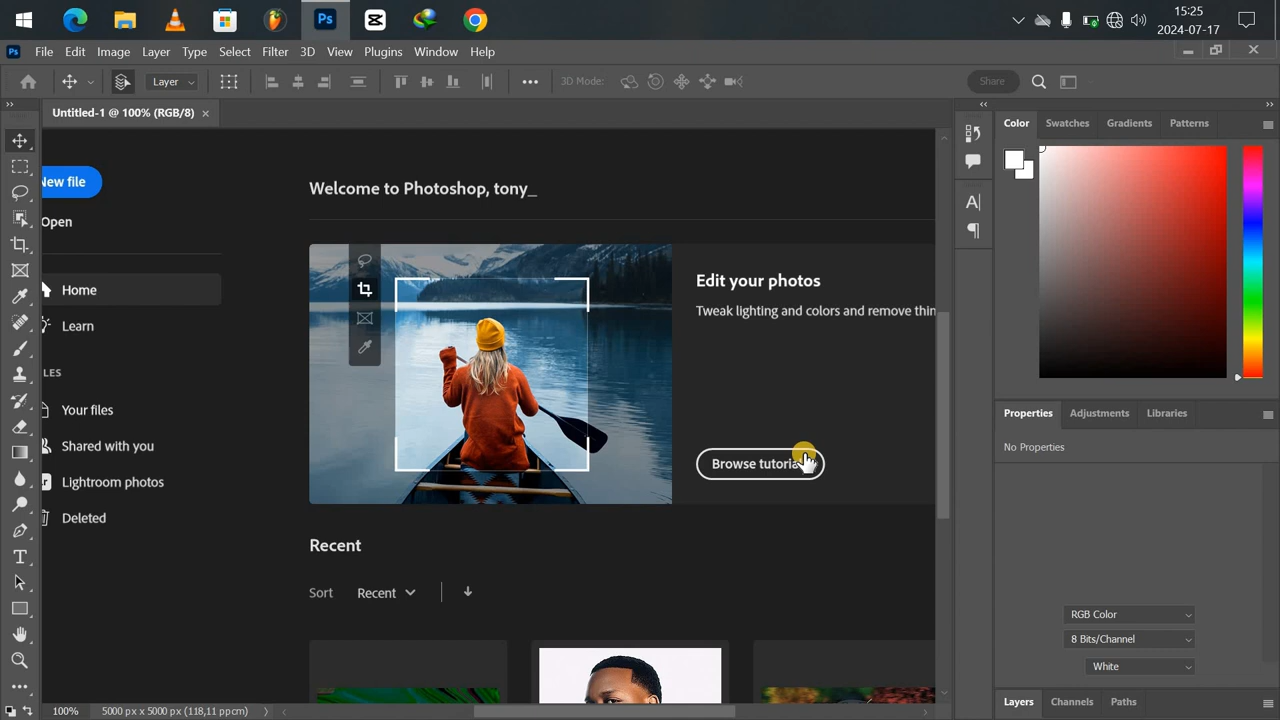 15:25
2024-07-17
Ps
Ps File Edit Image Layer Type Select Filter 3D View Plugins Window Help
Layer
3D Mode:
Share
Untitled-1 @ 100% (RGB/8)
Color Swatches Gradients Patterns
New file
Open
Home
Learn
LES
Your files
Shared with you
Lightroom photos
Deleted
Welcome to Photoshop, tony_
Edit your photos
Tweak lighting and colors and remove thin
Browse tutoria
Recent
Sort Recent
Properties Adjustments Libraries
No Properties
RGB Color
8 Bits/Channel
White
Layers Channels Paths
100% 5000 px x 5000 px (118,11 ppcm)